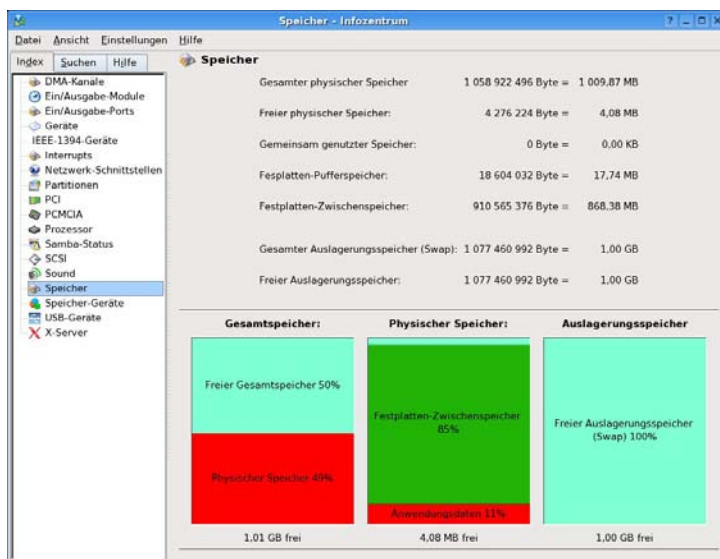 Speicher - Infozentrum
Datei Ansicht Einstellungen Hilfe
Index Suchen Hilfe
DMA-Kanäle
Ein/Ausgabe-Module
Ein/Ausgabe-Ports
Geräte
IEEE-1394-Geräte
Interrupts
Netzwerk-Schnittstellen
Partitionen
PCI
PCMCIA
Prozessor
Samba-Status
SCSI
Sound
Speicher
Speicher-Geräte
USB-Geräte
X-Server
Speicher
Gesamter physischer Speicher 1 058 922 496 Byte = 1 009,87 MB
Freier physischer Speicher: 4 276 224 Byte = 4,08 MB
Gemeinsam genutzter Speicher: 0 Byte = 0,00 KB
Fesplatten-Pufferspeicher: 18 604 032 Byte = 17,74 MB
Festplatten-Zwischenspeicher: 910 565 376 Byte = 868,38 MB
Gesamter Auslagerungsspeicher (Swap): 1 077 460 992 Byte = 1,00 GB
Freier Auslagerungsspeicher: 1 077 460 992 Byte = 1,00 GB
Gesamtspeicher:
Freier Gesamtspeicher 50%
Physischer Speicher 49%
1,01 GB frei
Physischer Speicher:
Festplatten-Zwischenspeicher
85%
Anwendungsdaten 11%
4,08 MB frei
Auslagerungsspeicher
Freier Auslagerungsspeicher
(Swap) 100%
1,00 GB frei